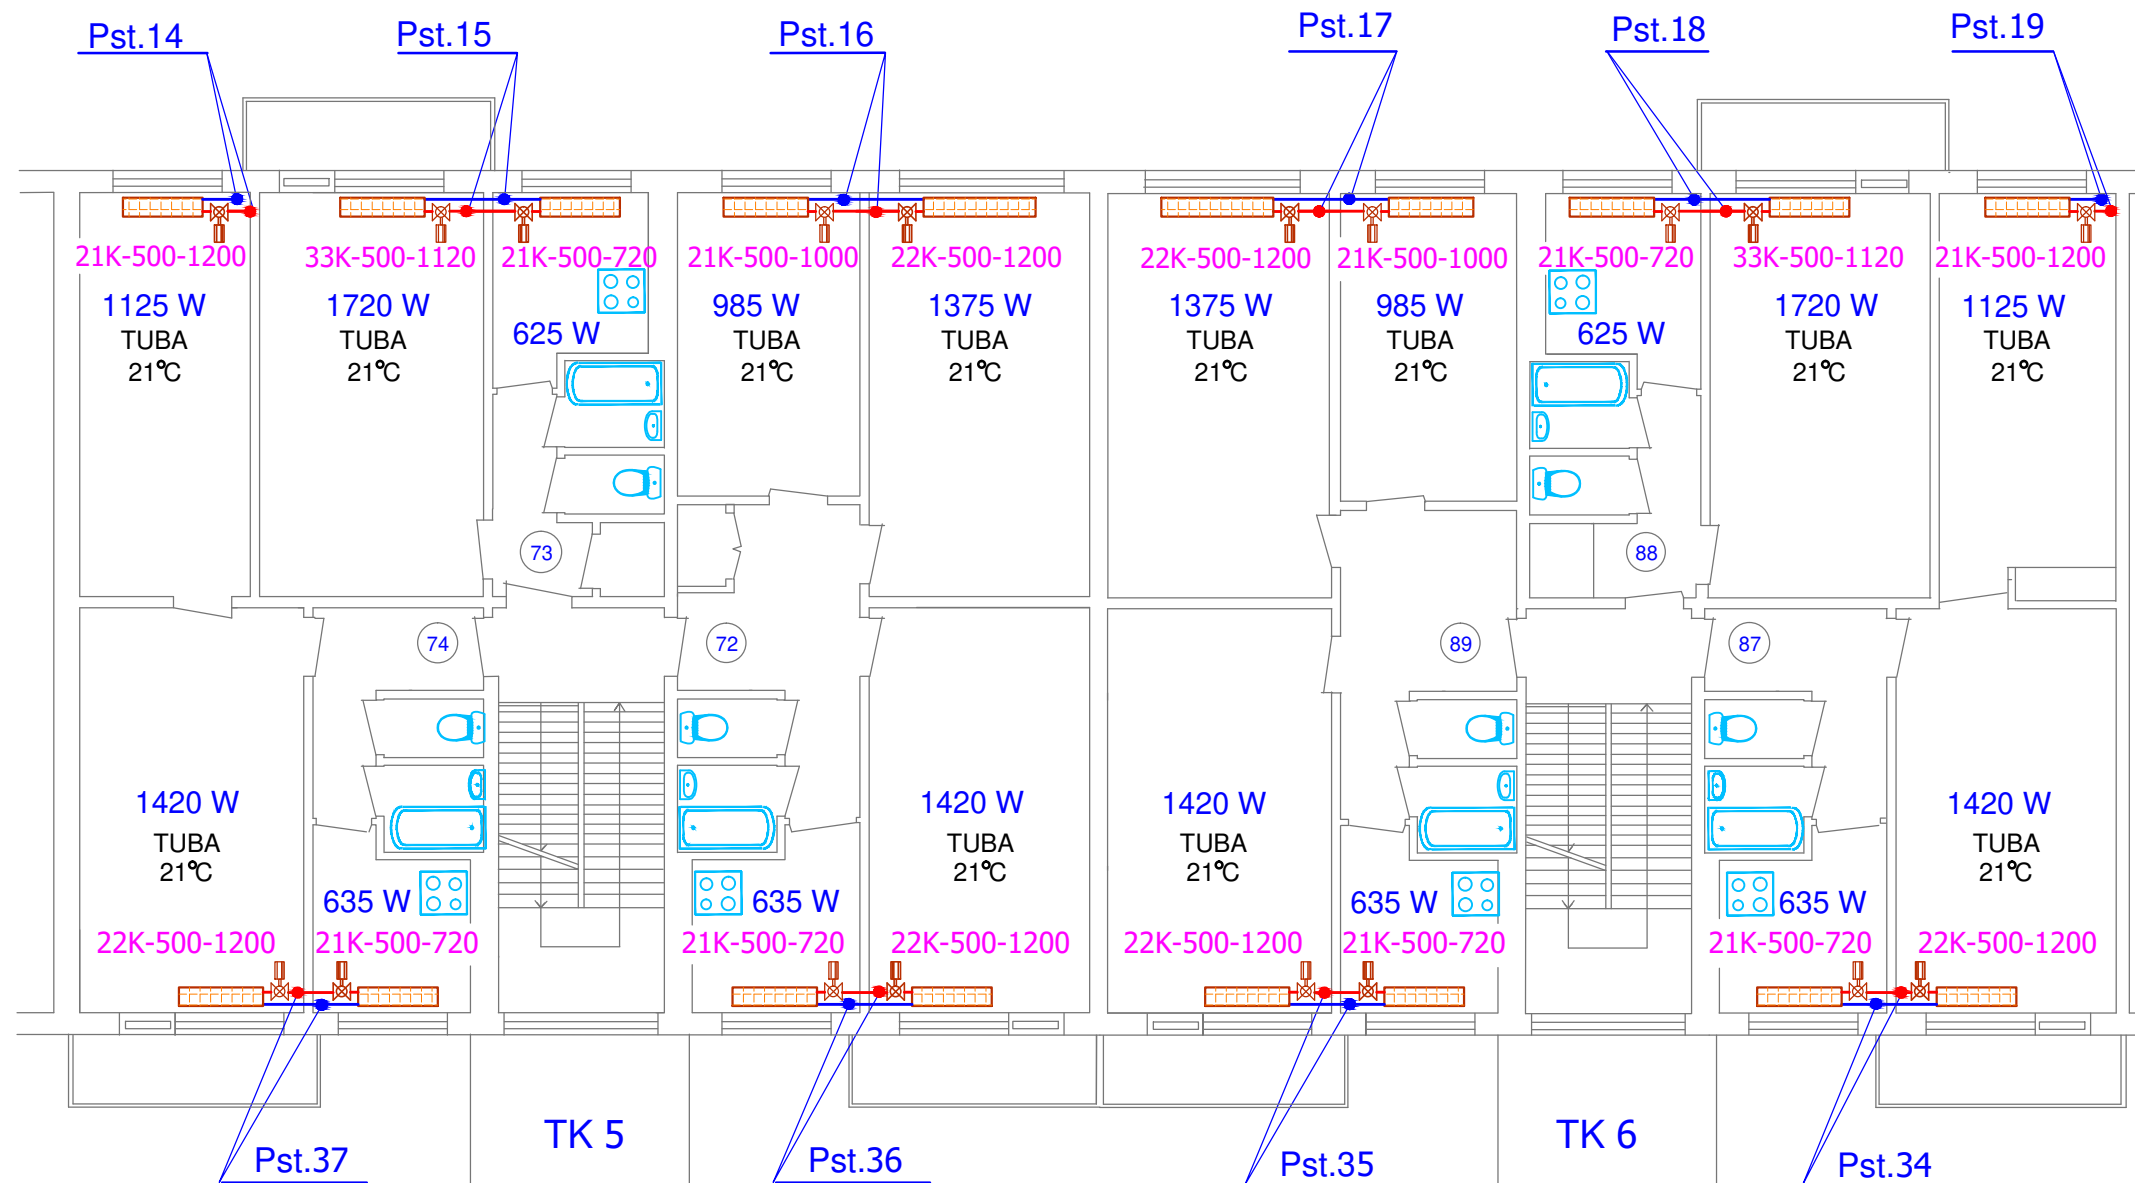 Pst.14
Pst.15
Pst.16
Pst.17
Pst.18
Pst.19
21K-500-1200
33K-500-1120
21K-500-720
21K-500-1000
22K-500-1200
22K-500-1200
21K-500-1000
21K-500-720
33K-500-1120
21K-500-1200
1125 W
1720 W
625 W
985 W
1375 W
1375 W
985 W
625 W
1720 W
1125 W
TUBA
TUBA
TUBA
TUBA
TUBA
TUBA
TUBA
TUBA
21°C
21°C
21°C
21°C
21°C
21°C
21°C
21°C
73
88
74
72
89
87
1420 W
1420 W
1420 W
1420 W
TUBA
TUBA
TUBA
TUBA
21°C
21°C
21°C
21°C
635 W
635 W
635 W
635 W
22K-500-1200
21K-500-720
21K-500-720
22K-500-1200
22K-500-1200
21K-500-720
21K-500-720
22K-500-1200
TK 5
TK 6
Pst.37
Pst.36
Pst.35
Pst.34